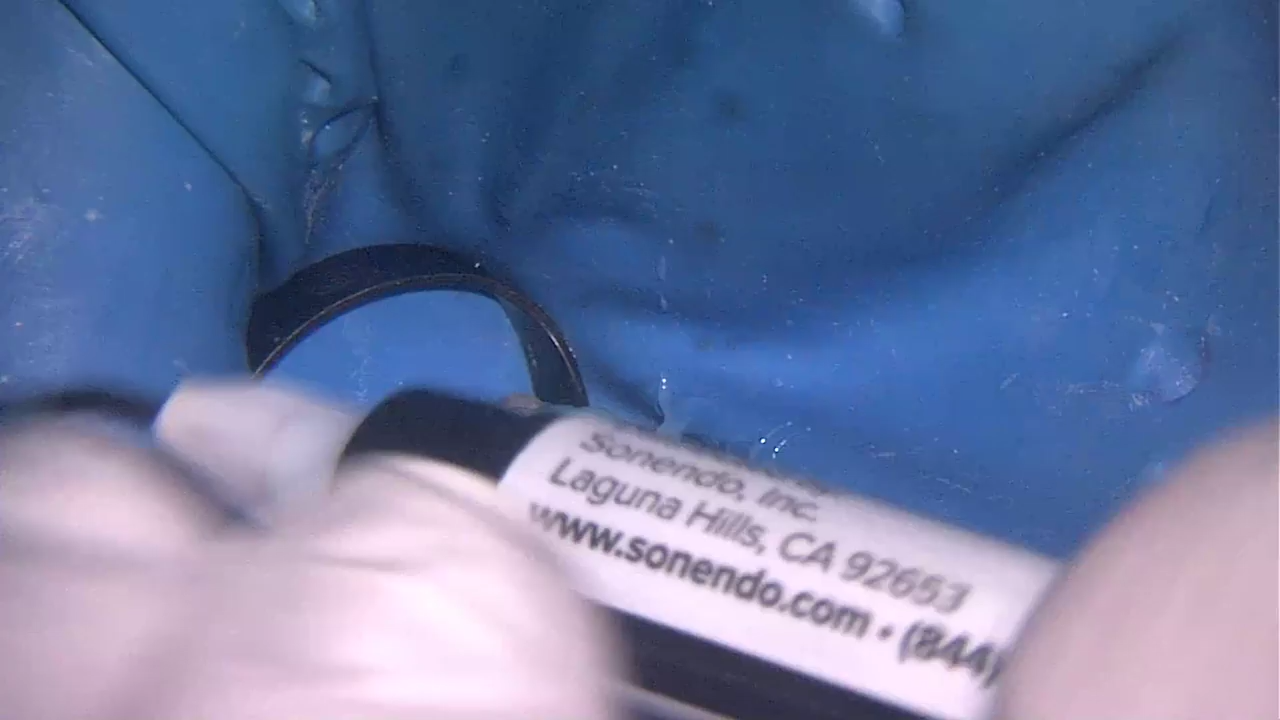 Sonendo, Inc.
Laguna Hills, CA 92653
www.sonendo.com • (844)